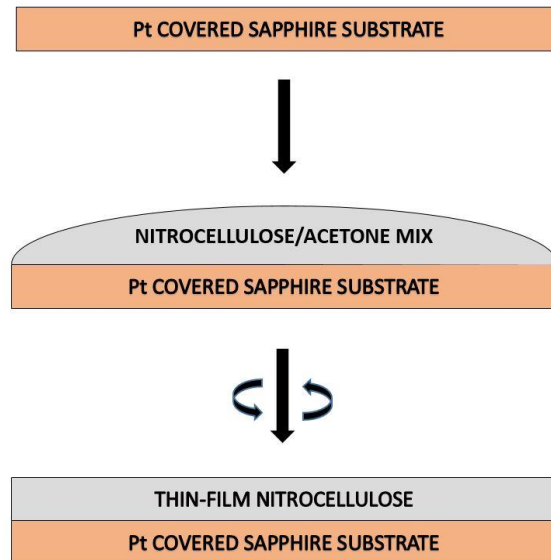 Pt COVERED SAPPHIRE SUBSTRATE
NITROCELLULOSE/ACETONE MIX
Pt COVERED SAPPHIRE SUBSTRATE
THIN-FILM NITROCELLULOSE
Pt COVERED SAPPHIRE SUBSTRATE